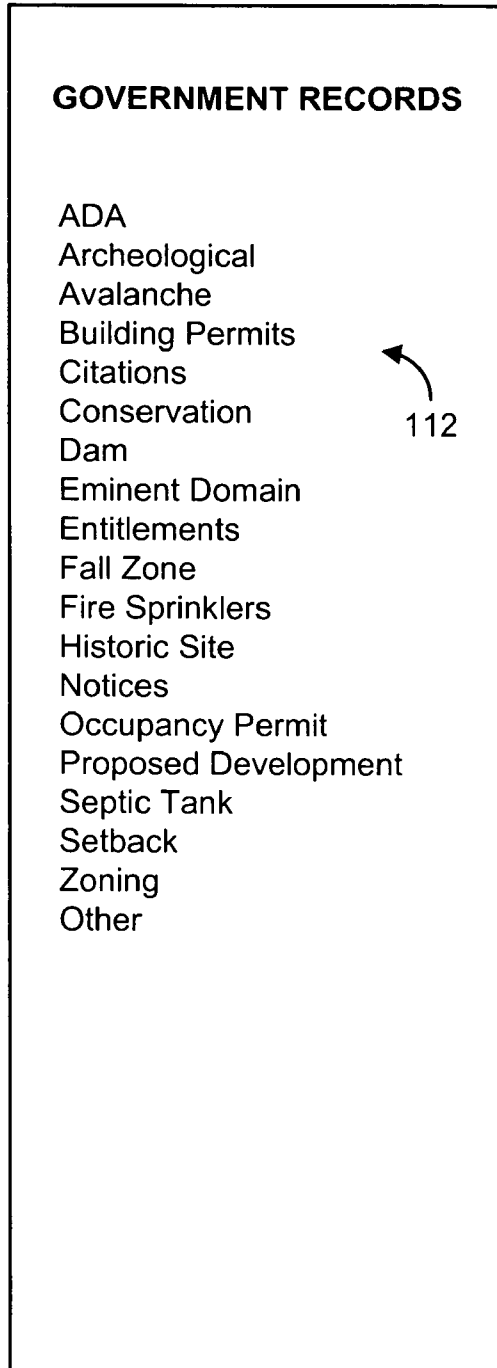 GOVERNMENT RECORDS
ADA
Archeological
Avalanche
Building Permits
Citations
Conservation
112
Dam
Eminent Domain
Entitlements
Fall Zone
Fire Sprinklers
Historic Site
Notices
Occupancy Permit
Proposed Development
Septic Tank
Setback
Zoning
Other